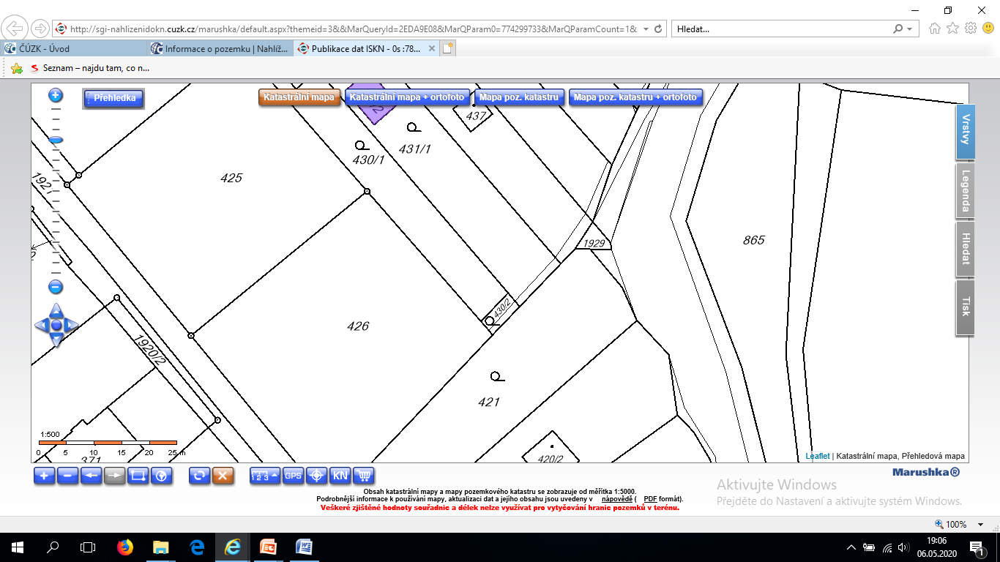 http://sgi-nahlizenidokn.cuzk.cz/marushka/default.aspx?themeid=3&&MarQueryId=2EDA9E08&MarQParam0=774299733&MarQParamCount=1&
Hledat...
ČÚZK - Úvod
Informace o pozemku | Nahlíž...
Publikace dat ISKN - 0s :78...
Seznam – najdu tam, co n...
Přehledka
Katastrální mapa
Katastrální mapa + ortofoto
Mapa poz. katastru
Mapa poz. katastru + ortofoto
437
431/1
430/1
425
1921
1929
865
430/2
426
1920/2
421
420/2
371
Vrstvy
Legenda
Hledat
Tisk
1:500
0 5 10 15 20 25 m
Leaflet | Katastrální mapa, Přehledová mapa
1 2 3
GPS
KN
Marushka®
Obsah katastrální mapy a mapy pozemkového katastru se zobrazuje od měřítka 1:5000.
Podrobnější informace k používání mapy, aktualizaci dat a jejího obsahu jsou uvedeny v nápovědě ( PDF formát).
Veškeré zjištěné hodnoty souřadnic a délek nelze využívat pro vytyčování hranic pozemků v terénu.
Aktivujte Windows
Přejděte do Nastavení a aktivujte systém Windows.
100%
19:06
06.05.2020
1